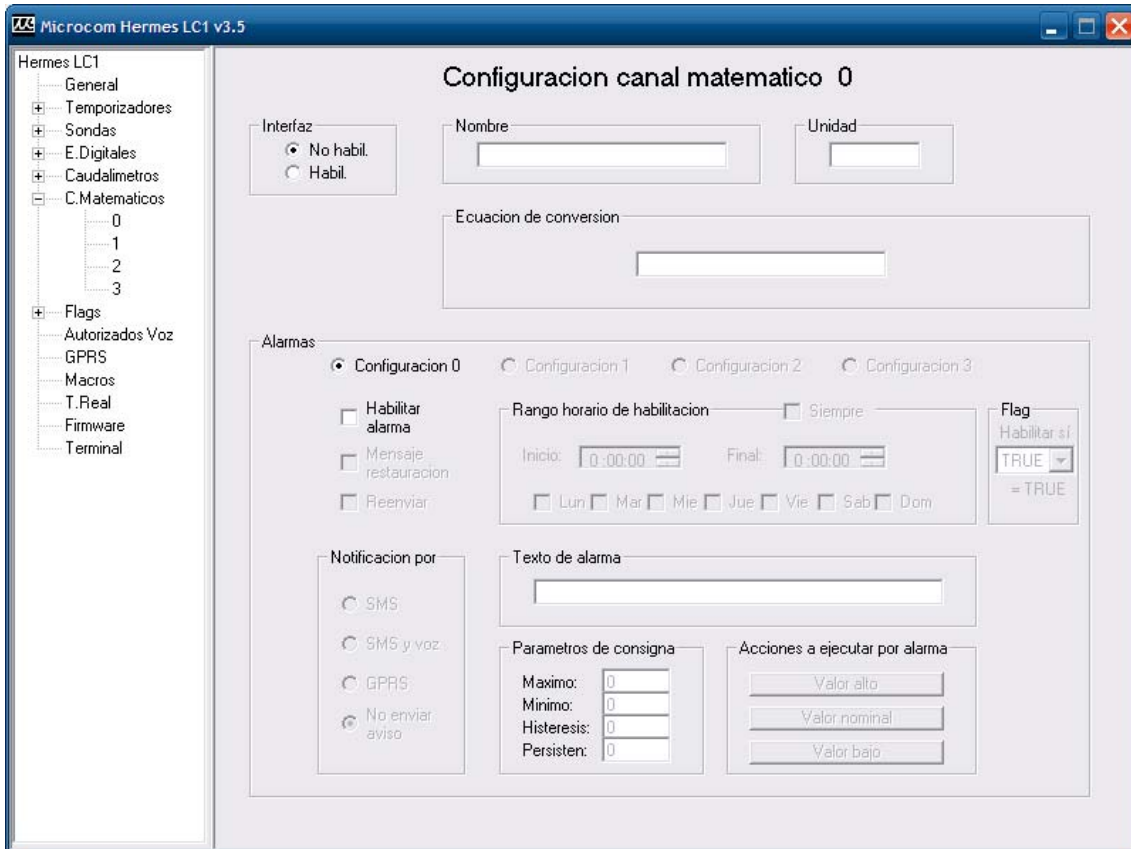 Microcom Hermes LC1 v3.5
Hermes LC1
General
Temporizadores
Sondas
E.Digitales
Caudalimetros
C.Matematicos
0
1
2
3
Flags
Autorizados Voz
GPRS
Macros
T.Real
Firmware
Terminal
Configuracion canal matematico 0
Interfaz
No habil.
Habil.
Nombre
Unidad
Ecuacion de conversion
Alarmas
Configuracion 0 Configuracion 1 Configuracion 2 Configuracion 3
Habilitar
alarma
Mensaje
restauracion
Reenviar
Rango horario de habilitacion Siempre
Inicio: 0:00:00 Final: 0:00:00
Lun Mar Mie Jue Vie Sab Dom
Flag
Habilitar sí
TRUE
= TRUE
Notificacion por
SMS
SMS y voz
GPRS
No enviar
aviso
Texto de alarma
Parametros de consigna
Maximo: 0
Minimo: 0
Histeresis: 0
Persisten: 0
Acciones a ejecutar por alarma
Valor alto
Valor nominal
Valor bajo